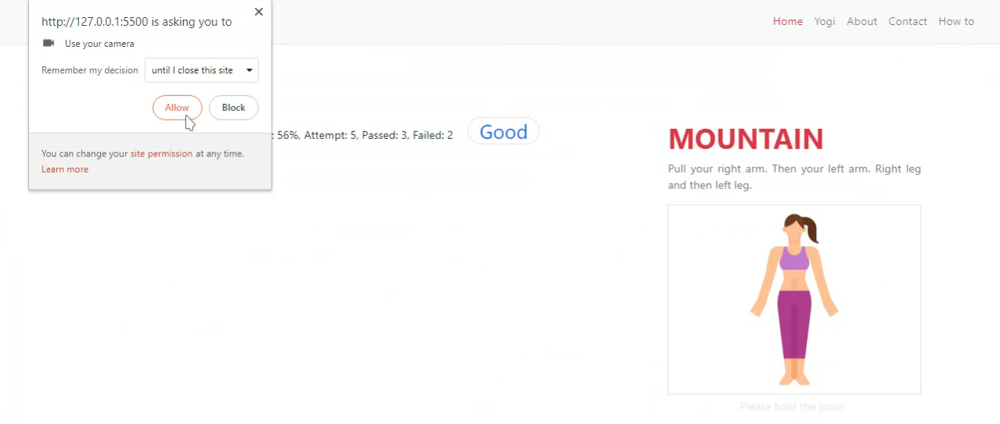 http://127.0.0.1:5500 is asking you to
Use your camera
Remember my decision until I close this site
Allow Block
You can change your site permission at any time.
Learn more
Home Yogi About Contact How to
: 56%, Attempt: 5, Passed: 3, Failed: 2 Good
MOUNTAIN
Pull your right arm. Then your left arm. Right leg
and then left leg.
Please hold the pose!